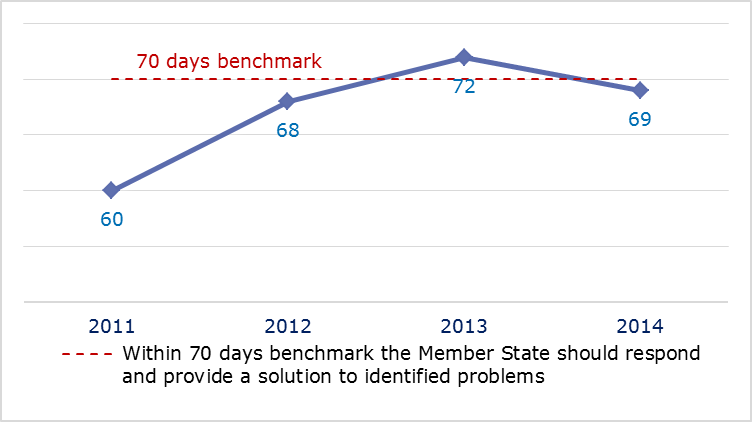 70 days benchmark
72
68
69
60
2011 2012 2013 2014
Within 70 days benchmark the Member State should respond
and provide a solution to identified problems